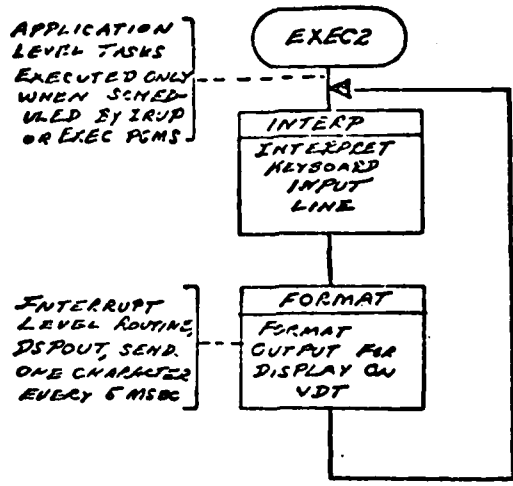 APPLICATION
LEVEL TASKS
EXECUTED ONLY
WHEN SCHED-
ULED BY IRUP
OR EXEC PGMS
EXEC2
INTERP
INTERPRET
KEYBOARD
INPUT
LINE
INTERRUPT
LEVEL ROUTINE,
DSPOUT, SEND
ONE CHARACTER
EVERY 5 MSEC
FORMAT
FORMAT
OUTPUT FOR
DISPLAY ON
VDT